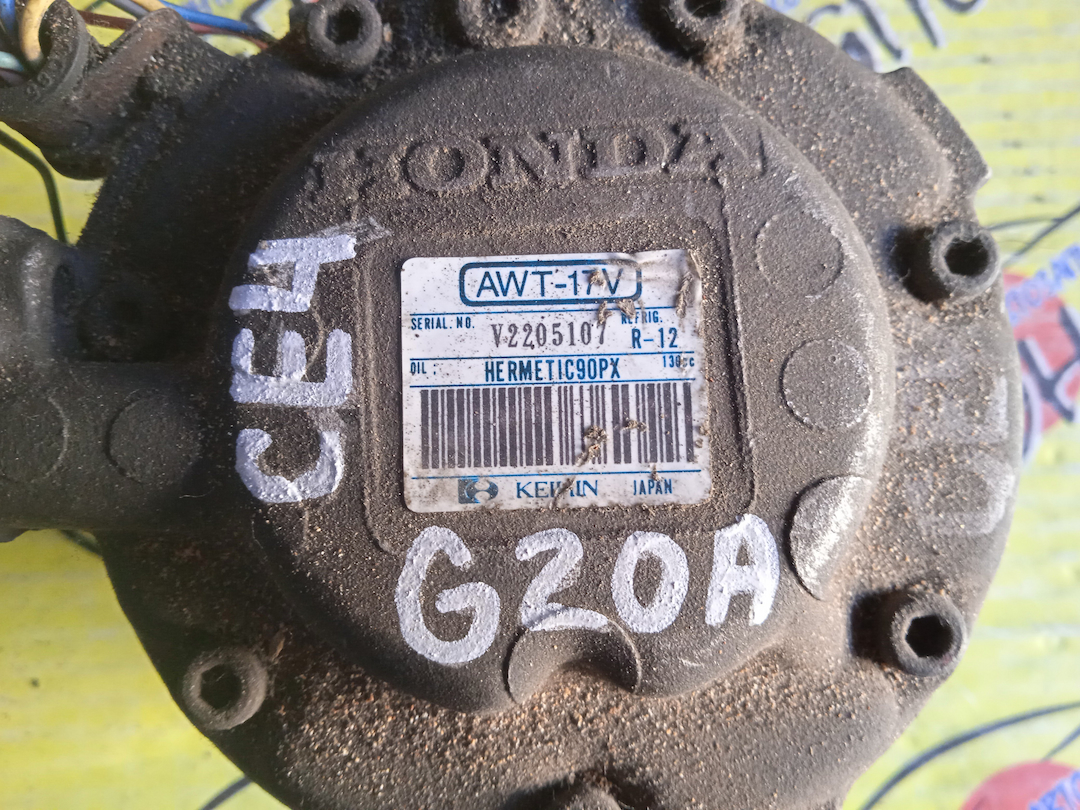 HONDA
AWT-17V
SERIAL. NO. V2205107 REFRIG. R-12
OIL HERMETIC90PX 130cc
KEIHIN JAPAN
CE4
G20A